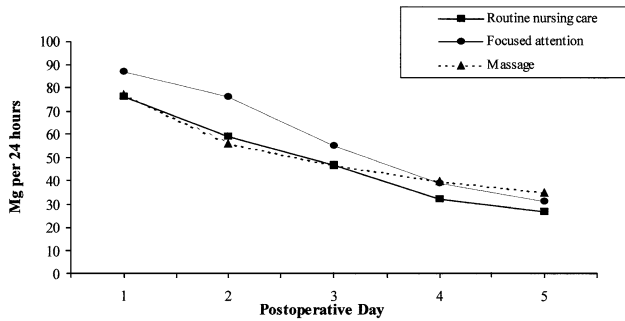 Routine nursing care
Focused attention
Massage
100
90
80
70
60
50
40
30
20
10
0
Mg per 24 hours
1 2 3 4 5
Postoperative Day